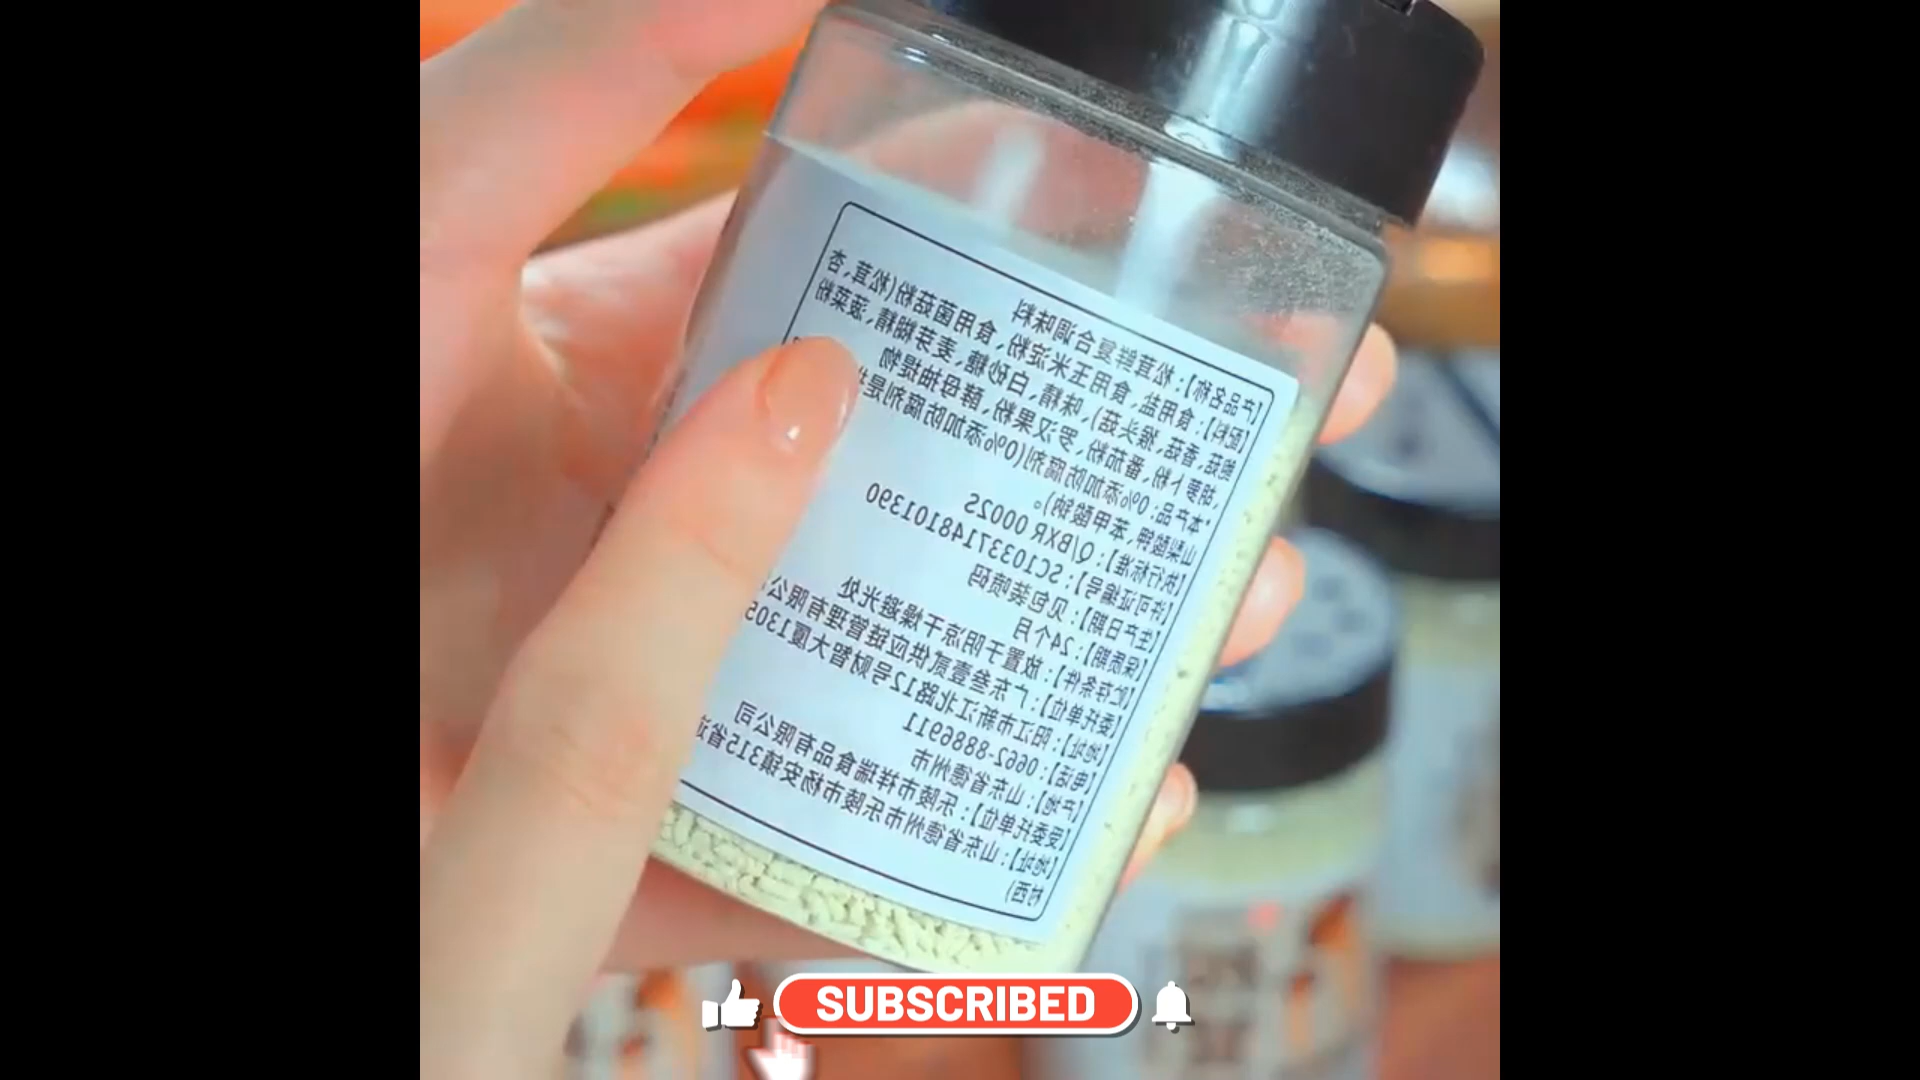 【产品名称】：松茸鲜复合调味料
【配料】：食用盐，食用玉米淀粉，食用菌菇粉(松茸，杏
鲍菇，香菇，猴头菇)，味精，白砂糖，麦芽糊精，菠菜粉
，胡萝卜粉，番茄粉，罗汉果粉，酵母抽提物
*本产品：0%添加防腐剂(0%添加防腐剂是
山梨酸钾、苯甲酸钠)。
【执行标准】：Q/BXR 0002S
【许可证编号】：SC10337148101390
【生产日期】：见包装喷码
【保质期】：24个月
【贮存条件】：放置于阴凉干燥避光处
【委托单位】：广东叁壹贰供应链管理有限公
【地址】：阳江市新江北路12号财智大厦1305
【电话】：0662-8886911
【产地】：山东省德州市
【受委托单位】：乐陵市祥瑞食品有限公司
【地址】：山东省德州市乐陵市杨安镇315省道
村西)
SUBSCRIBED